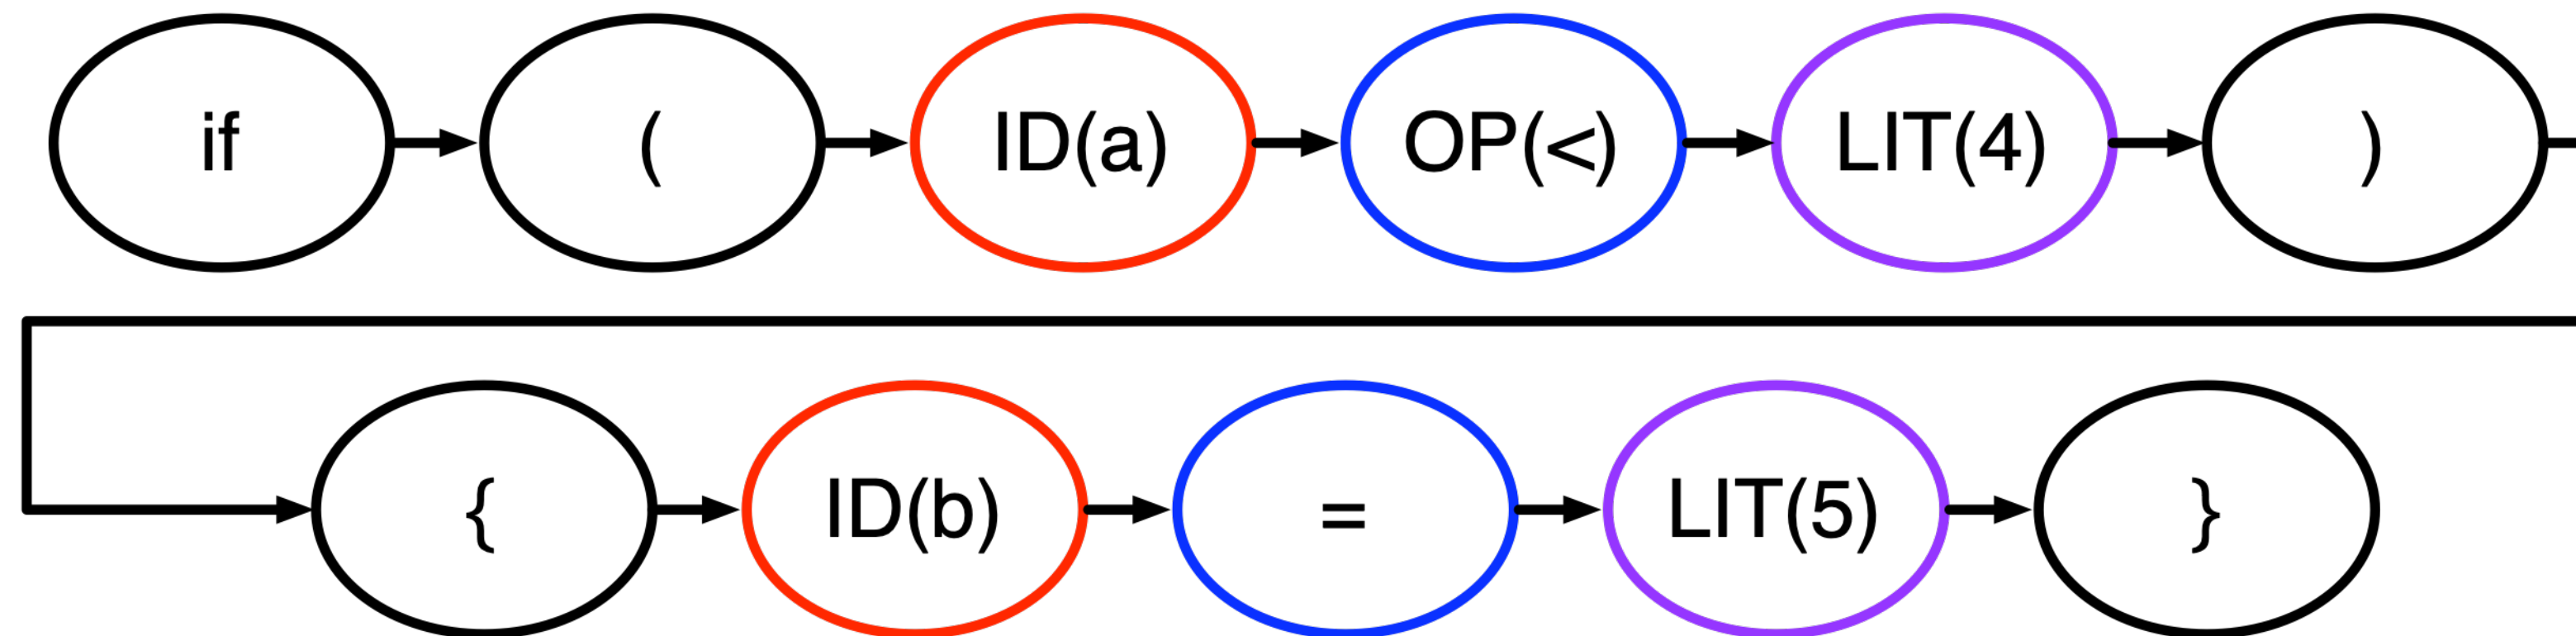 if ( ID(a) OP(<) LIT(4) )
{ ID(b) = LIT(5) }